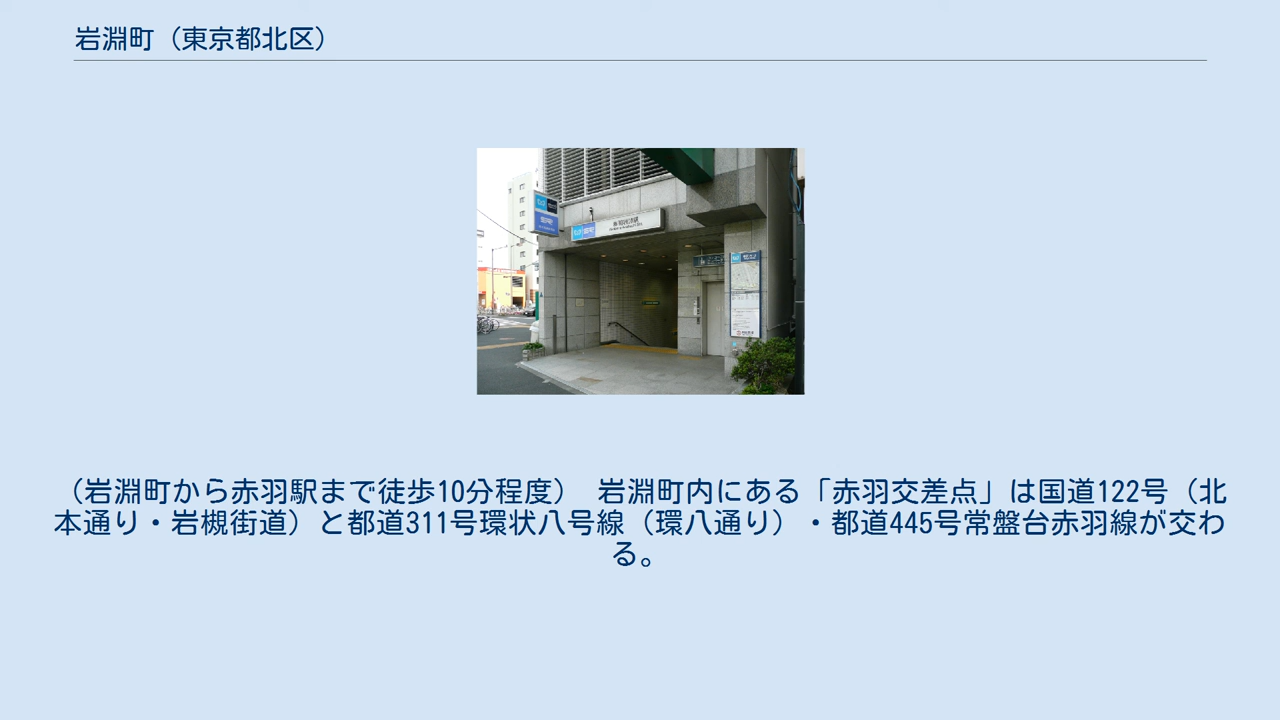 岩淵町（東京都北区）
（岩淵町から赤羽駅まで徒歩10分程度） 岩淵町内にある「赤羽交差点」は国道122号（北
本通り・岩槻街道）と都道311号環状八号線（環八通り）・都道445号常盤台赤羽線が交わ
る。